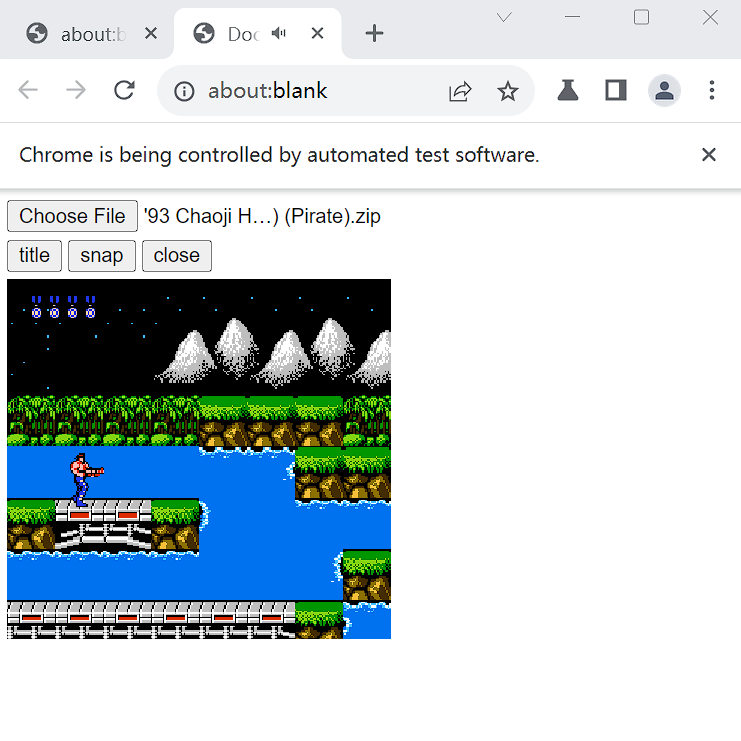 about:b
Doc
about:blank
Chrome is being controlled by automated test software.
Choose File '93 Chaoji H…) (Pirate).zip
title snap close